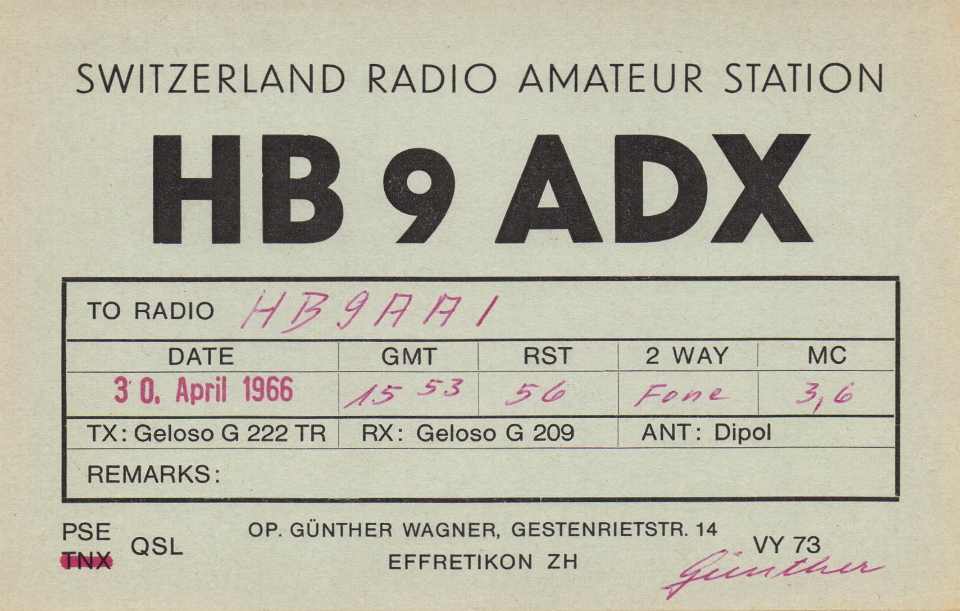 SWITZERLAND RADIO AMATEUR STATION
HB 9 ADX
TO RADIO HB9AAI
DATE GMT RST 2 WAY MC
30. April 1966 15 53 56 Fone 3,6
TX: Geloso G 222 TR RX: Geloso G 209 ANT: Dipol
REMARKS:
PSE
TNX
QSL
OP. GÜNTHER WAGNER, GESTENRIETSTR. 14
EFFRETIKON ZH
VY 73
Günther